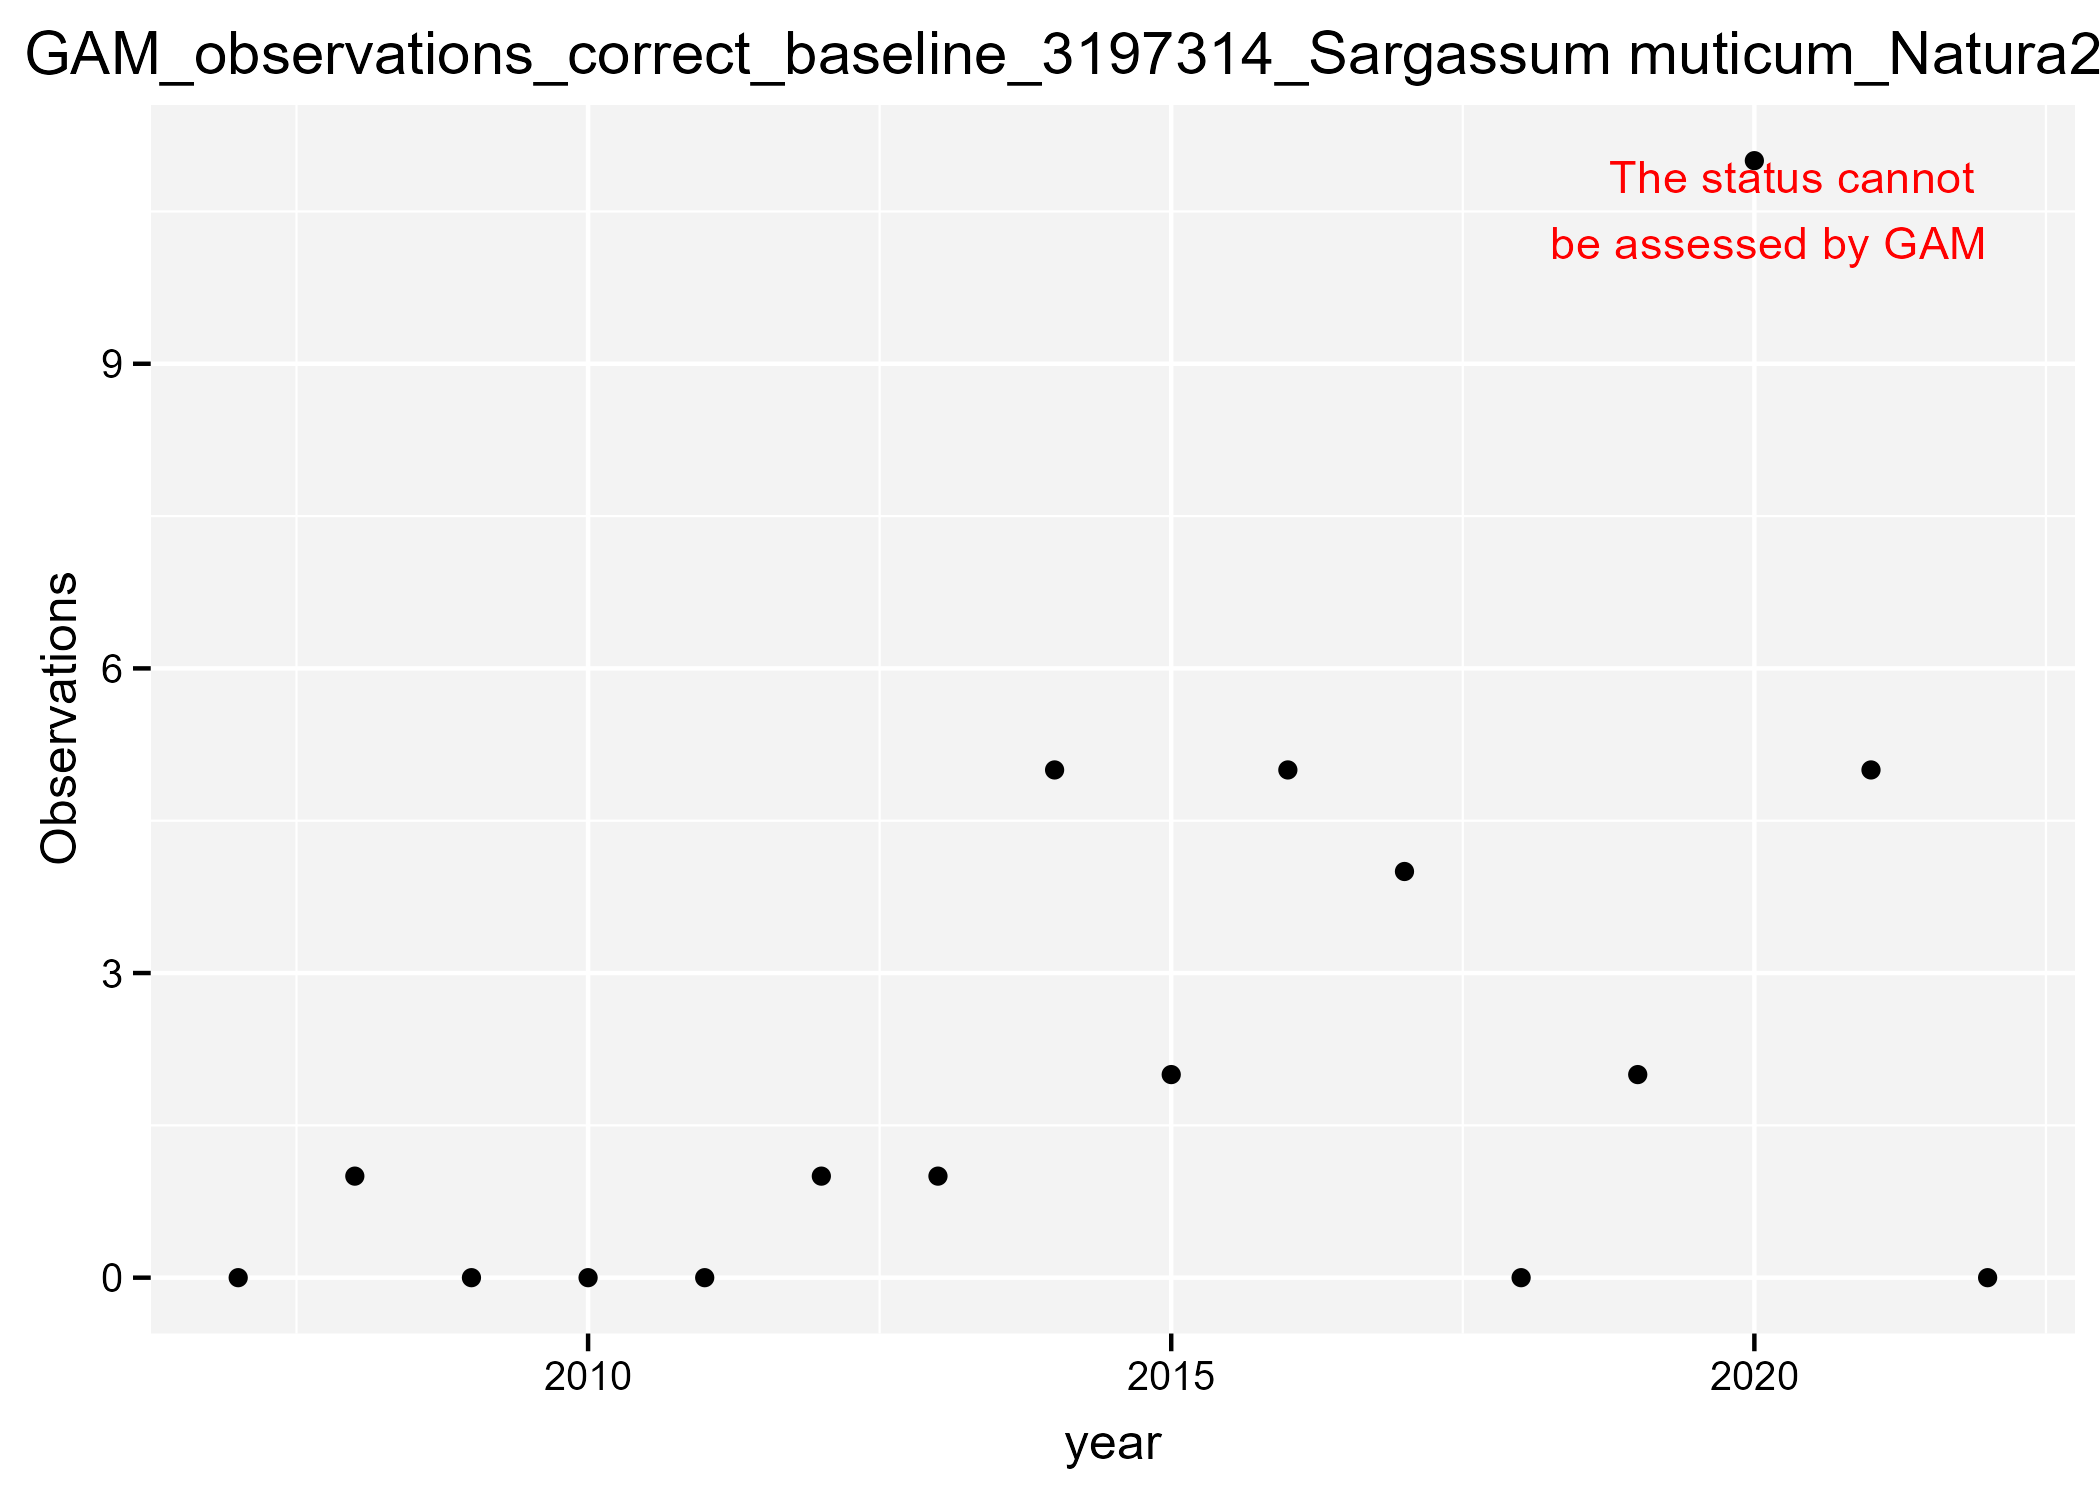 GAM_observations_correct_baseline_3197314_Sargassum muticum_Natura2
The status cannot
be assessed by GAM
Observations
9
6
3
0
2010 2015 2020
year